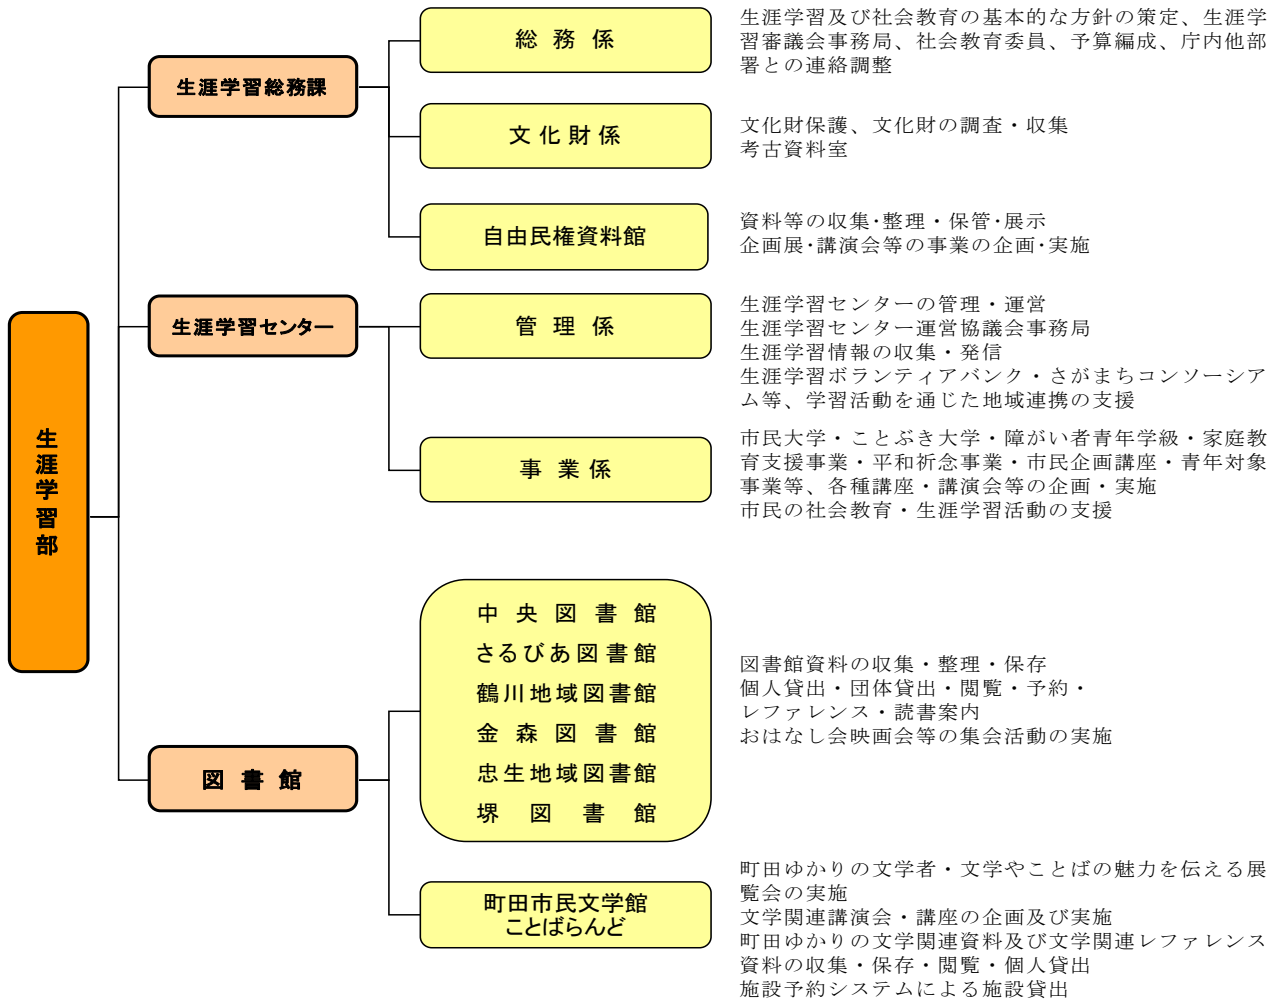 生涯学習部
生涯学習総務課
総務係
生涯学習及び社会教育の基本的な方針の策定、生涯学
習審議会事務局、社会教育委員、予算編成、庁内他部
署との連絡調整
文化財係
文化財保護、文化財の調査・収集
考古資料室
自由民権資料館
資料等の収集・整理・保管・展示
企画展・講演会等の事業の企画・実施
生涯学習センター
管理係
生涯学習センターの管理・運営
生涯学習センター運営協議会事務局
生涯学習情報の収集・発信
生涯学習ボランティアバンク・さがまちコンソーシア
ム等、学習活動を通じた地域連携の支援
事業係
市民大学・ことぶき大学・障がい者青年学級・家庭教
育支援事業・平和祈念事業・市民企画講座・青年対象
事業等、各種講座・講演会等の企画・実施
市民の社会教育・生涯学習活動の支援
図書館
中央図書館
さるびあ図書館
鶴川地域図書館
金森図書館
忠生地域図書館
堺図書館
図書館資料の収集・整理・保存
個人貸出・団体貸出・閲覧・予約・
レファレンス・読書案内
おはなし会映画会等の集会活動の実施
町田市民文学館
ことばらんど
町田ゆかりの文学者・文学やことばの魅力を伝える展
覧会の実施
文学関連講演会・講座の企画及び実施
町田ゆかりの文学関連資料及び文学関連レファレンス
資料の収集・保存・閲覧・個人貸出
施設予約システムによる施設貸出